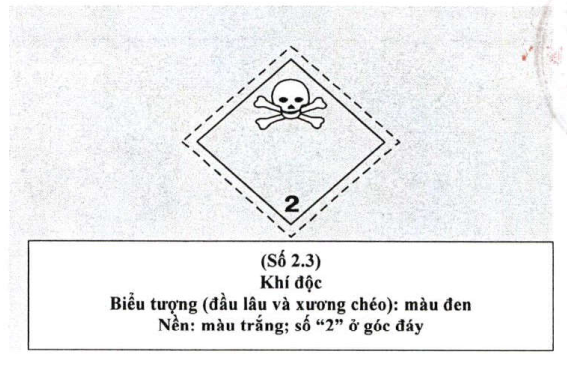 2
(Số 2.3)
Khí độc
Biểu tượng (đầu lâu và xương chéo): màu đen
Nền: màu trắng; số “2” ở góc đáy